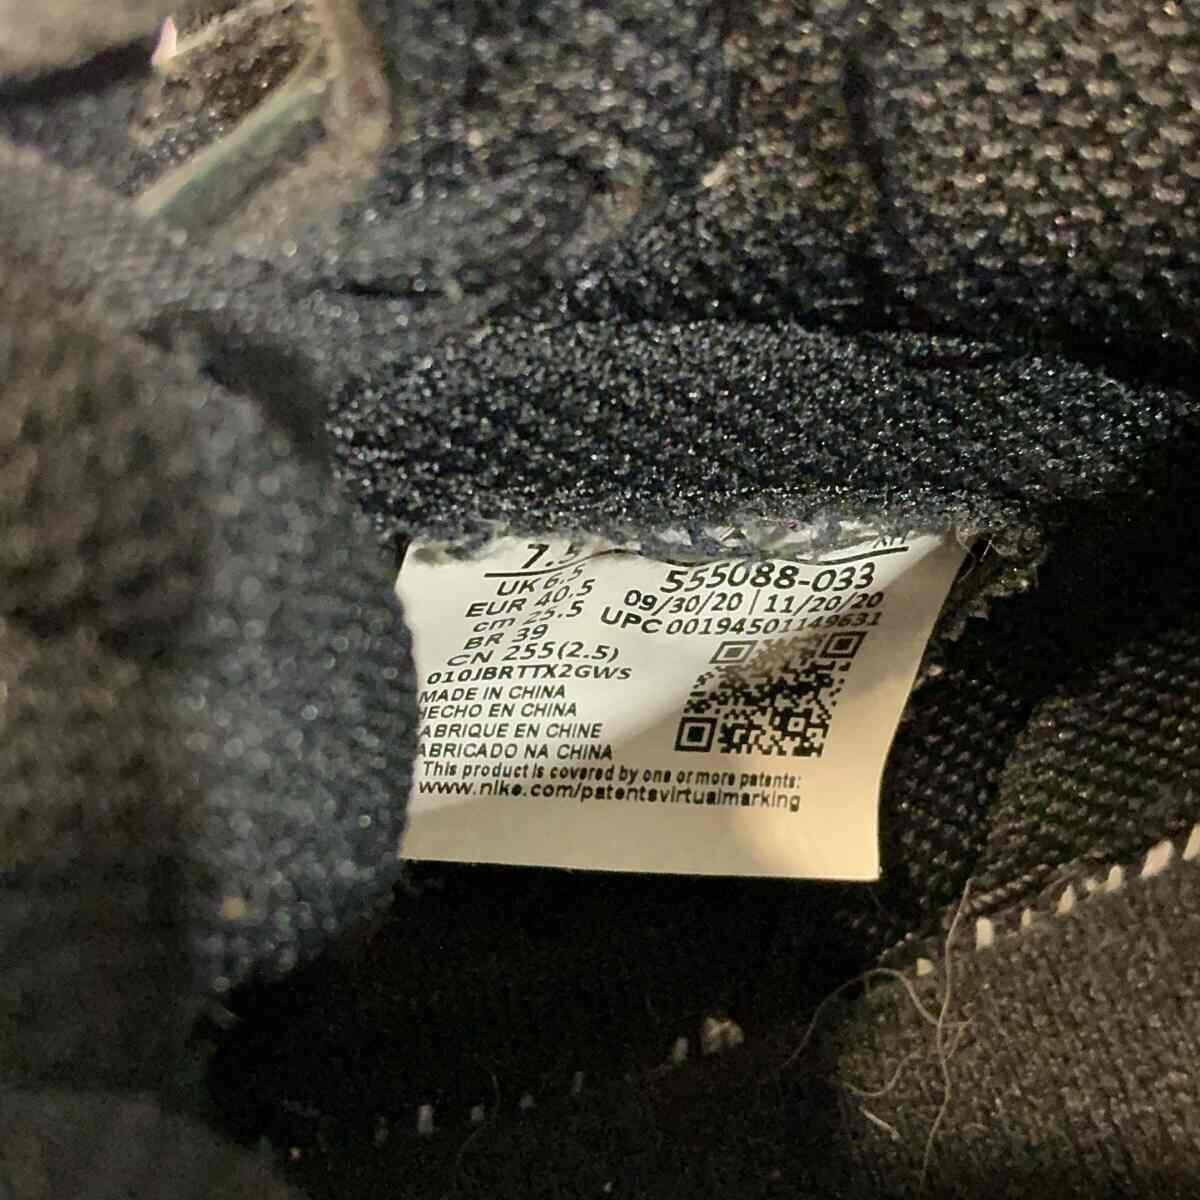 7.5
UK 6.5
EUR 40.5
cm 25.5
BR 39
CN 255(2.5)
010JBRTTX2GWS
MADE IN CHINA
HECHO EN CHINA
ABRIQUE EN CHINE
ABRICADO NA CHINA
555088-033
09/30/20 | 11/20/20
UPC 00194501149631
This product is covered by one or more patents:
www.nike.com/patentsvirtualmarking